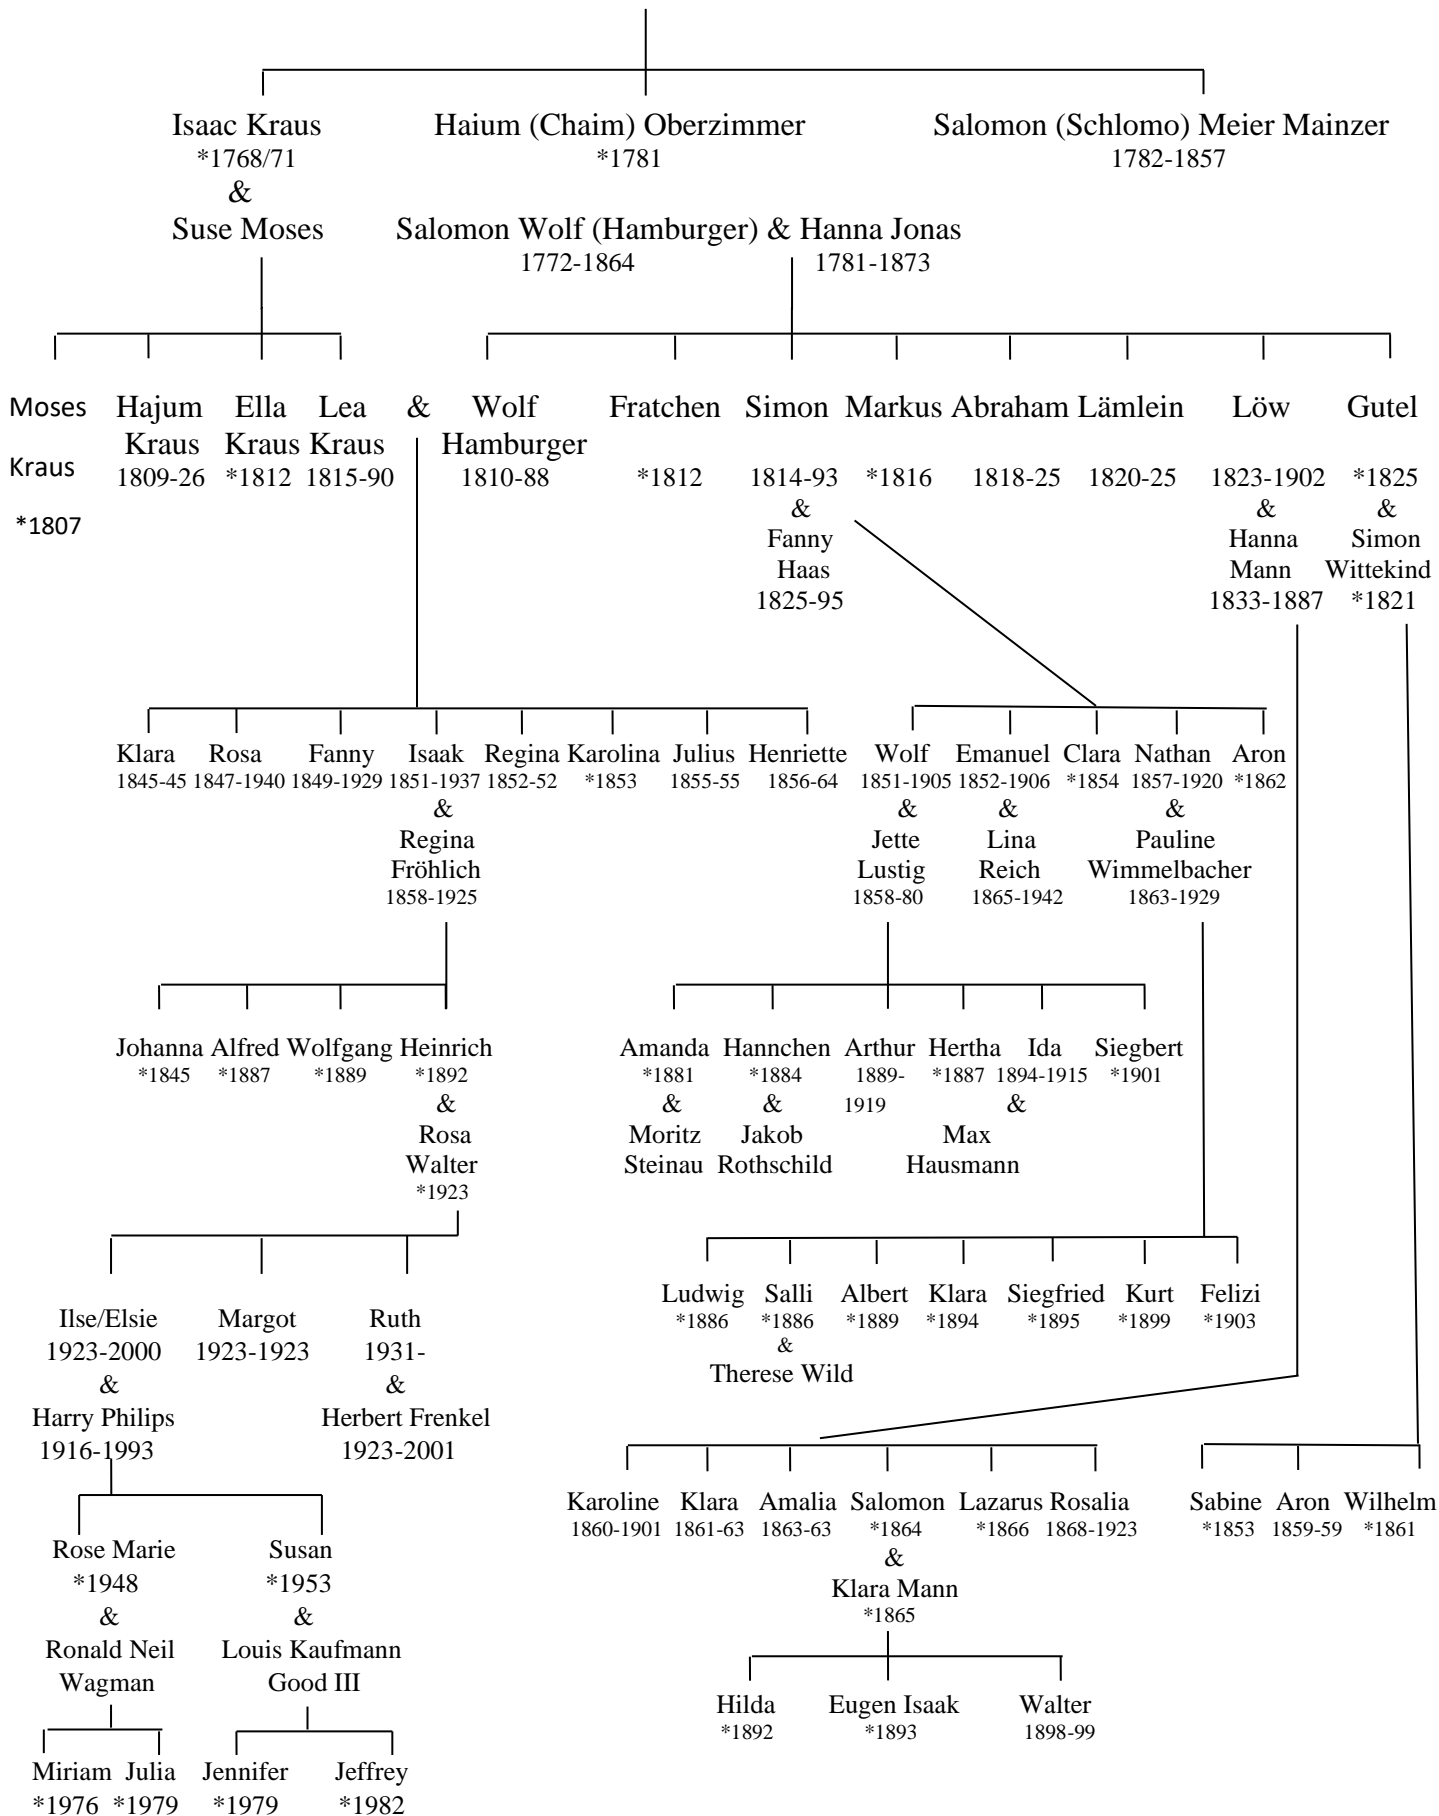 Isaac Kraus Haium (Chaim) Oberzimmer Salomon (Schlomo) Meier Mainzer
*1768/71 *1781 1782-1857
&
Suse Moses Salomon Wolf (Hamburger) & Hanna Jonas
1772-1864 1781-1873
Moses Hajum Ella Lea & Wolf Fratchen Simon Markus Abraham Lämlein Löw Gutel
Kraus Kraus Kraus Kraus Hamburger
1809-26 *1812 1815-90 1810-88 *1812 1814-93 *1816 1818-25 1820-25 1823-1902 *1825
*1807 & & &
Fanny Hanna Simon
Haas Mann Wittekind
1825-95 1833-1887 *1821
Klara Rosa Fanny Isaak Regina Karolina Julius Henriette Wolf Emanuel Clara Nathan Aron
1845-45 1847-1940 1849-1929 1851-1937 1852-52 *1853 1855-55 1856-64 1851-1905 1852-1906 *1854 1857-1920 *1862
& & & &
Regina Jette Lina Pauline
Fröhlich Lustig Reich Wimmelbacher
1858-1925 1858-80 1865-1942 1863-1929
Johanna Alfred Wolfgang Heinrich Amanda Hannchen Arthur Hertha Ida Siegbert
*1845 *1887 *1889 *1892 *1881 *1884 1889- *1887 1894-1915 *1901
& & & 1919 &
Rosa Moritz Jakob Max
Walter Steinau Rothschild Hausmann
*1923
Ludwig Salli Albert Klara Siegfried Kurt Felizi
*1886 *1886 *1889 *1894 *1895 *1899 *1903
&
Therese Wild
Ilse/Elsie Margot Ruth
1923-2000 1923-1923 1931-
& &
Harry Philips Herbert Frenkel
1916-1993 1923-2001
Karoline Klara Amalia Salomon Lazarus Rosalia Sabine Aron Wilhelm
1860-1901 1861-63 1863-63 *1864 *1866 1868-1923 *1853 1859-59 *1861
&
Klara Mann
*1865
Rose Marie Susan
*1948 *1953
& &
Ronald Neil Louis Kaufmann
Wagman Good III
Hilda Eugen Isaak Walter
*1892 *1893 1898-99
Miriam Julia Jennifer Jeffrey
*1976 *1979 *1979 *1982